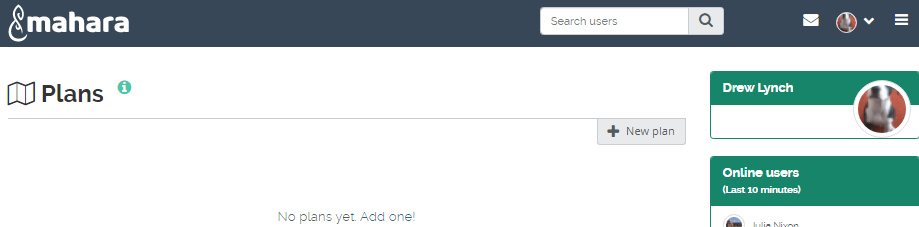 mahara
Search users
Plans
Drew Lynch
New plan
Online users
(Last 10 minutes)
No plans yet. Add one!
Julie Nixon